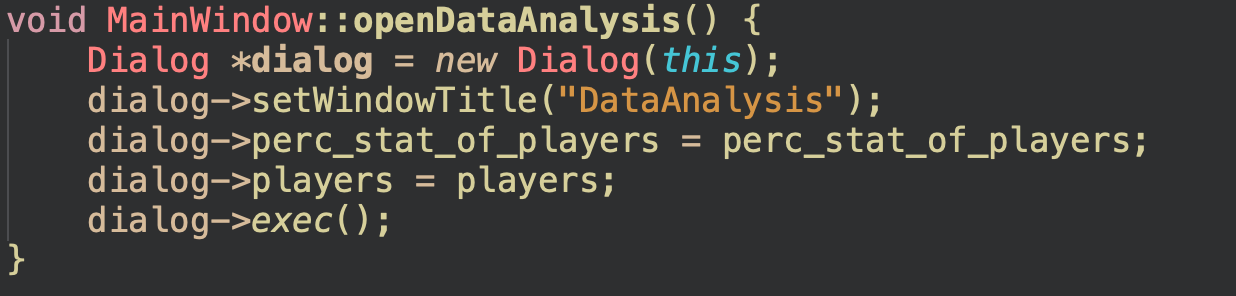 void MainWindow::openDataAnalysis() {
    Dialog *dialog = new Dialog(this);
    dialog->setWindowTitle("DataAnalysis");
    dialog->perc_stat_of_players = perc_stat_of_players;
    dialog->players = players;
    dialog->exec();
}